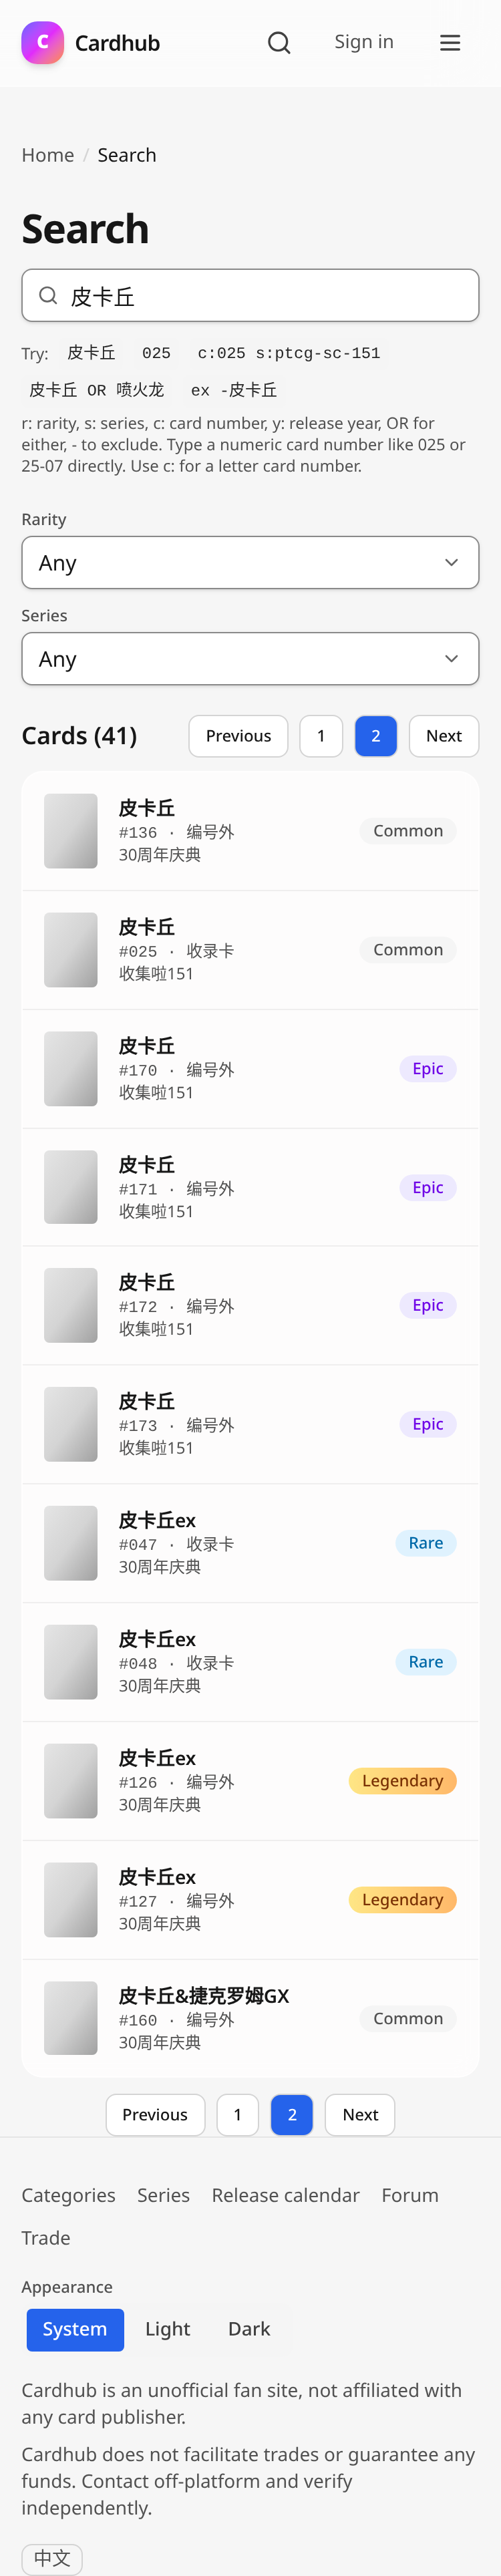 C Cardhub Sign in
Home / Search
Search
皮卡丘
Try: 皮卡丘 025 c:025 s:ptcg-sc-151
皮卡丘 OR 喷火龙 ex -皮卡丘
r: rarity, s: series, c: card number, y: release year, OR for
either, - to exclude. Type a numeric card number like 025 or
25-07 directly. Use c: for a letter card number.
Rarity
Any
Series
Any
Cards (41) Previous 1 2 Next
皮卡丘
#136 · 编号外
30周年庆典
Common
皮卡丘
#025 · 收录卡
收集啦151
Common
皮卡丘
#170 · 编号外
收集啦151
Epic
皮卡丘
#171 · 编号外
收集啦151
Epic
皮卡丘
#172 · 编号外
收集啦151
Epic
皮卡丘
#173 · 编号外
收集啦151
Epic
皮卡丘ex
#047 · 收录卡
30周年庆典
Rare
皮卡丘ex
#048 · 收录卡
30周年庆典
Rare
皮卡丘ex
#126 · 编号外
30周年庆典
Legendary
皮卡丘ex
#127 · 编号外
30周年庆典
Legendary
皮卡丘&捷克罗姆GX
#160 · 编号外
30周年庆典
Common
Previous 1 2 Next
Categories Series Release calendar Forum
Trade
Appearance
System Light Dark
Cardhub is an unofficial fan site, not affiliated with
any card publisher.
Cardhub does not facilitate trades or guarantee any
funds. Contact off-platform and verify
independently.
中文